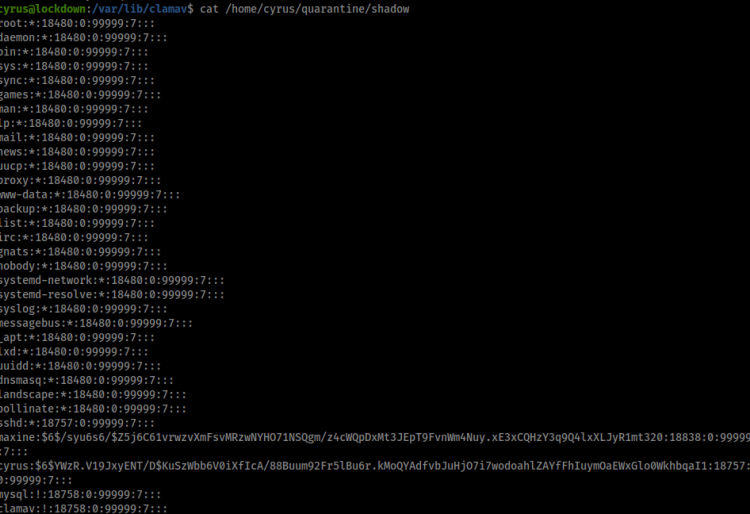 cyrus@lockdown:/var/lib/clamav$ cat /home/cyrus/quarantine/shadow
root:*:18480:0:99999:7:::
daemon:*:18480:0:99999:7:::
bin:*:18480:0:99999:7:::
sys:*:18480:0:99999:7:::
sync:*:18480:0:99999:7:::
games:*:18480:0:99999:7:::
man:*:18480:0:99999:7:::
lp:*:18480:0:99999:7:::
mail:*:18480:0:99999:7:::
news:*:18480:0:99999:7:::
uucp:*:18480:0:99999:7:::
proxy:*:18480:0:99999:7:::
www-data:*:18480:0:99999:7:::
backup:*:18480:0:99999:7:::
list:*:18480:0:99999:7:::
irc:*:18480:0:99999:7:::
gnats:*:18480:0:99999:7:::
nobody:*:18480:0:99999:7:::
systemd-network:*:18480:0:99999:7:::
systemd-resolve:*:18480:0:99999:7:::
syslog:*:18480:0:99999:7:::
messagebus:*:18480:0:99999:7:::
_apt:*:18480:0:99999:7:::
lxd:*:18480:0:99999:7:::
uuidd:*:18480:0:99999:7:::
dnsmasq:*:18480:0:99999:7:::
landscape:*:18480:0:99999:7:::
pollinate:*:18480:0:99999:7:::
sshd:*:18757:0:99999:7:::
maxine:$6$/syu6s6/$Z5j6C61vrwzvXmFsvMRzwNYHO71NSQgm/z4cWQpDxMt3JEpT9FvnWm4Nuy.xE3xCQHzY3q9Q4lxXLJyR1mt320:18838:0:99999
:7:::
cyrus:$6$YWzR.V19JxyENT/D$KuSzWbb6V0iXfIcA/88Buum92Fr5lBu6r.kMoQYAdfvbJuHjO7i7wodoahlZAYfFhIuymOaEWxGlo0WkhbqaI1:18757:
0:99999:7:::
mysql:!:18758:0:99999:7:::
clamav:!:18758:0:99999:7:::